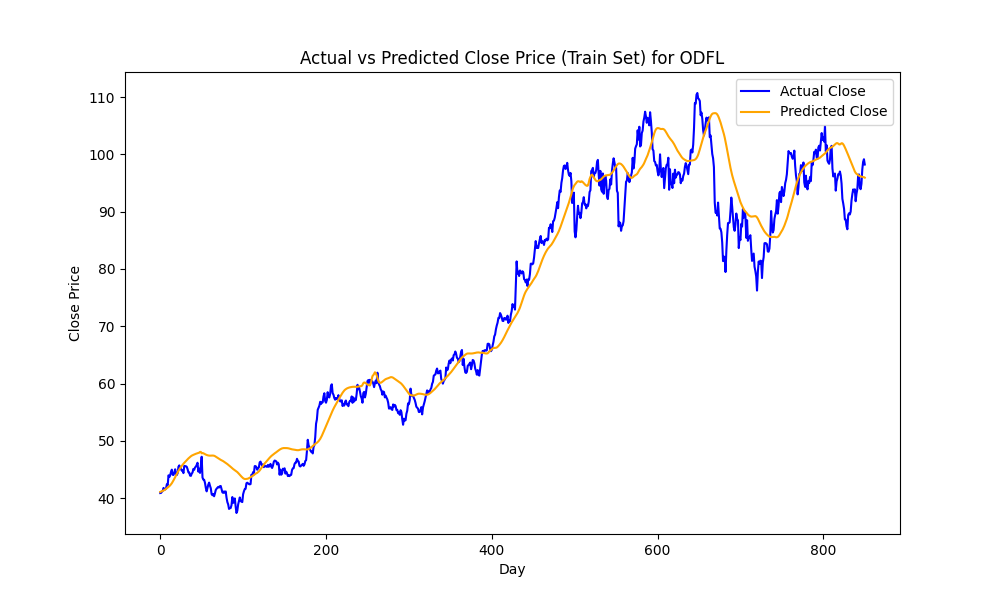 Actual vs Predicted Close Price (Train Set) for ODFL
Actual Close
Predicted Close
Close Price
110
100
90
80
70
60
50
40
0 200 400 600 800
Day